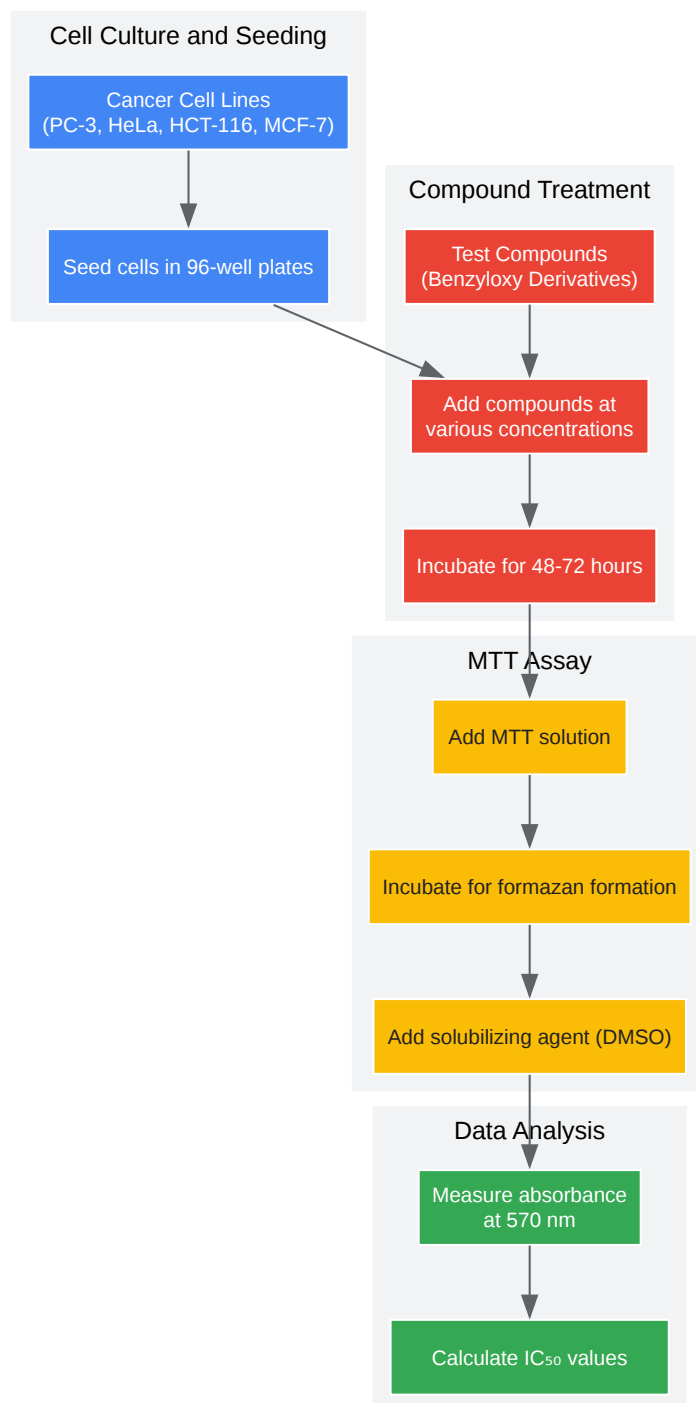 Cell Culture and Seeding
Cancer Cell Lines
(PC-3, HeLa, HCT-116, MCF-7)
Seed cells in 96-well plates
Compound Treatment
Test Compounds
(Benzyloxy Derivatives)
Add compounds at
various concentrations
Incubate for 48-72 hours
MTT Assay
Add MTT solution
Incubate for formazan formation
Add solubilizing agent (DMSO)
Data Analysis
Measure absorbance
at 570 nm
Calculate IC₅₀ values